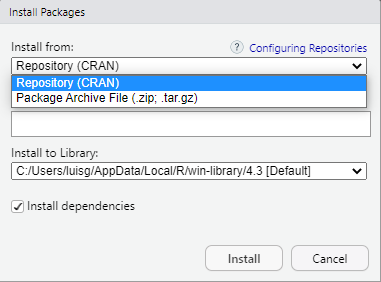 Install Packages
Install from:
? Configuring Repositories
Repository (CRAN)
Repository (CRAN)
Package Archive File (.zip; .tar.gz)
Install to Library:
C:/Users/luisg/AppData/Local/R/win-library/4.3 [Default]
Install dependencies
Install
Cancel